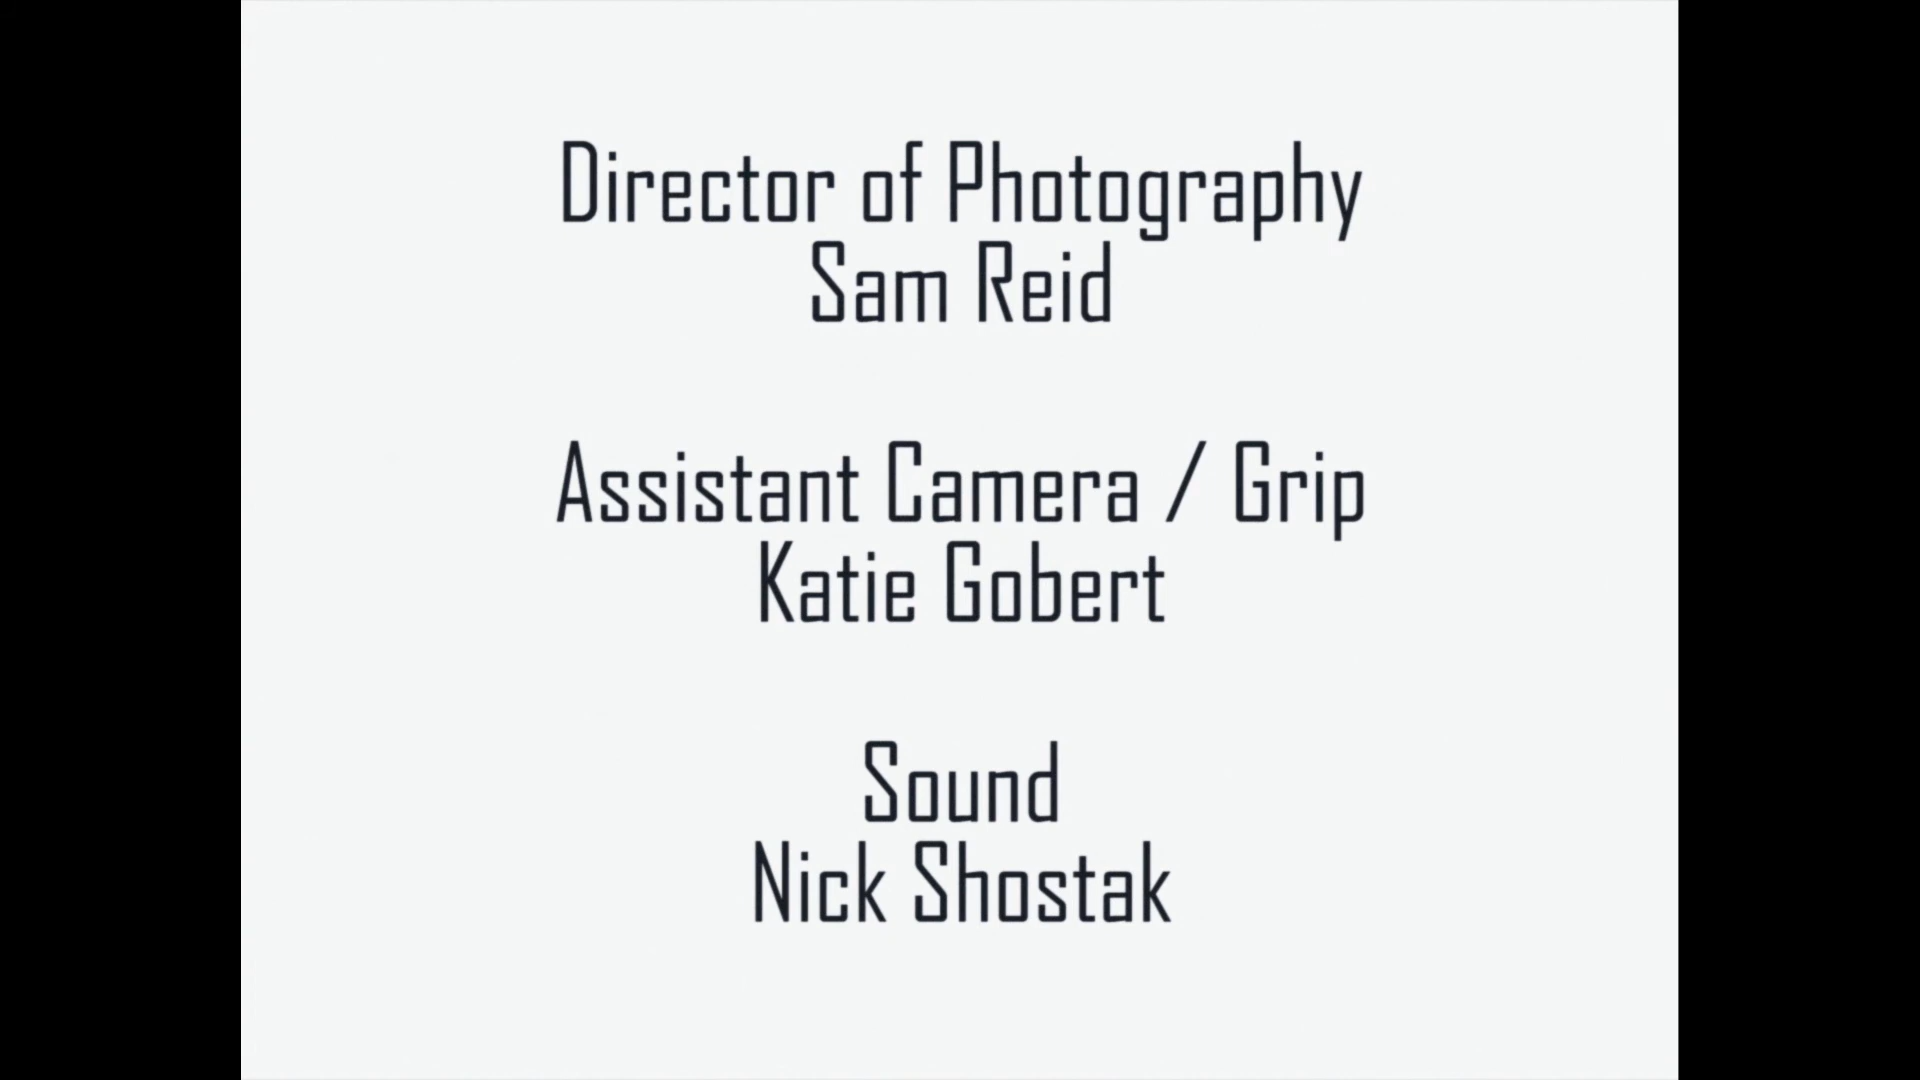 Director of Photography
Sam Reid
Assistant Camera / Grip
Katie Gobert
Sound
Nick Shostak